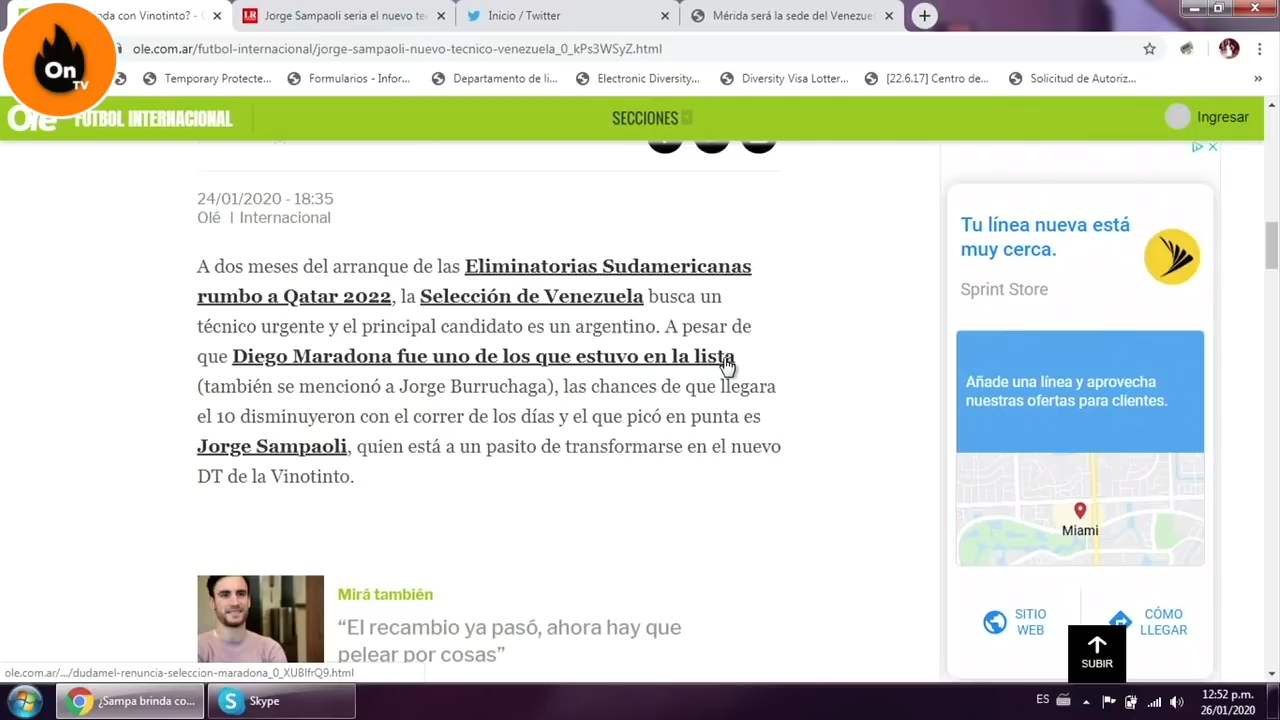 nda con Vinotinto? - C
Jorge Sampaoli seria el nuevo te
Inicio / Twitter
Mérida será la sede del Venezuel
On
TV
ole.com.ar/futbol-internacional/jorge-sampaoli-nuevo-tecnico-venezuela_0_kPs3WSyZ.html
Temporary Protecte...
Formularios - Infor...
Departamento de li...
Electronic Diversity...
Diversity Visa Lotter...
[22.6.17] Centro de...
Solicitud de Autoriz...
»
Olé FÚTBOL INTERNACIONAL
SECCIONES
Ingresar
24/01/2020 - 18:35
Olé | Internacional
A dos meses del arranque de las Eliminatorias Sudamericanas
rumbo a Qatar 2022, la Selección de Venezuela busca un
técnico urgente y el principal candidato es un argentino. A pesar de
que Diego Maradona fue uno de los que estuvo en la lista
(también se mencionó a Jorge Burruchaga), las chances de que llegara
el 10 disminuyeron con el correr de los días y el que picó en punta es
Jorge Sampaoli, quien está a un pasito de transformarse en el nuevo
DT de la Vinotinto.
Mirá también
“El recambio ya pasó, ahora hay que
pelear por cosas”
Tu línea nueva está
muy cerca.
Sprint Store
Añade una línea y aprovecha
nuestras ofertas para clientes.
Miami
SITIO
WEB
CÓMO
LLEGAR
SUBIR
ole.com.ar/.../dudamel-renuncia-seleccion-maradona_0_XUBIfrQ9.html
¿Sampa brinda co...
Skype
ES
12:52 p.m.
26/01/2020